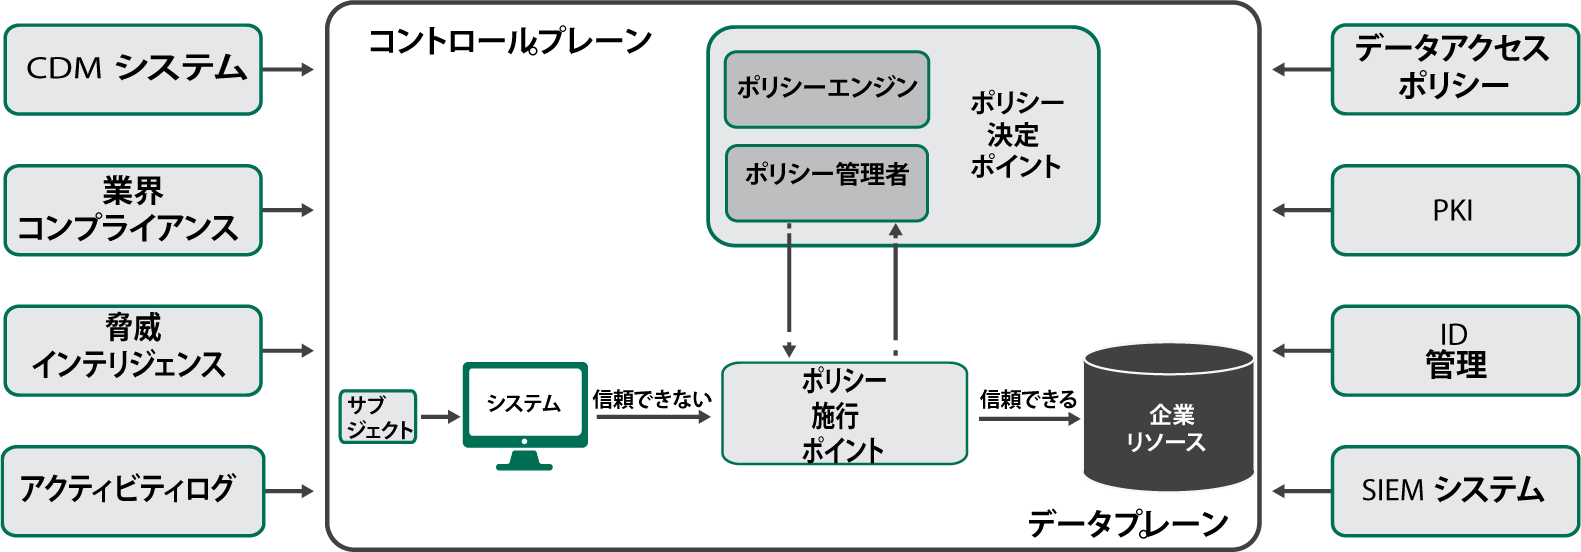 CDM システム
業界
コンプライアンス
脅威
インテリジェンス
アクティビティログ
コントロールプレーン
ポリシーエンジン
ポリシー管理者
ポリシー
決定
ポイント
サブ
ジェクト
システム
信頼できない
ポリシー
施行
ポイント
信頼できる
企業
リソース
データプレーン
データアクセス
ポリシー
PKI
ID
管理
SIEM システム